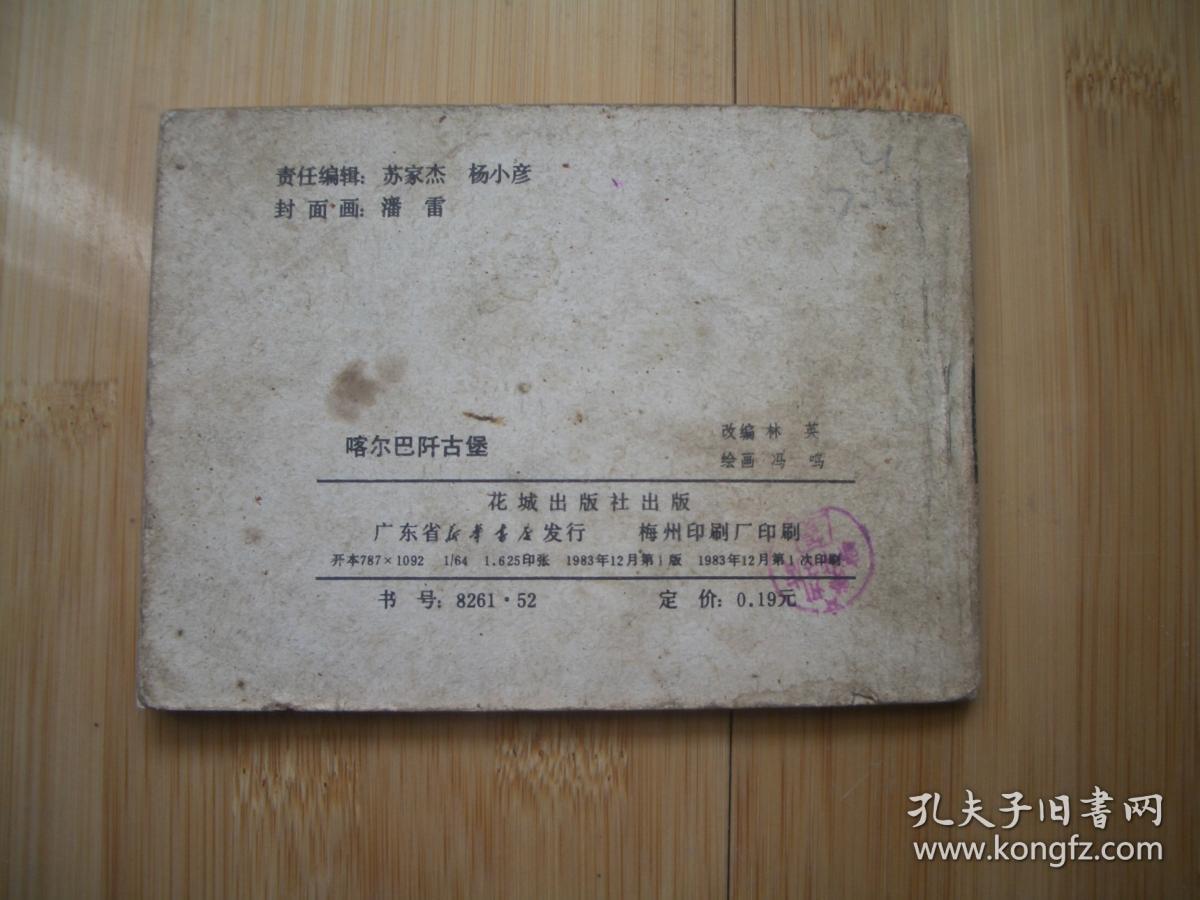 责任编辑：苏家杰　杨小彦
封面画：潘　雷
喀尔巴阡古堡
改编 林　英
绘画 冯　鸣
花城出版社出版
广东省新华书店发行　梅州印刷厂印刷
开本787×1092　1/64　1.625印张　1983年12月第1版　1983年12月第1次印刷
书　号：8261·52　定　价：0.19元
孔夫子旧书网
www.kongfz.com